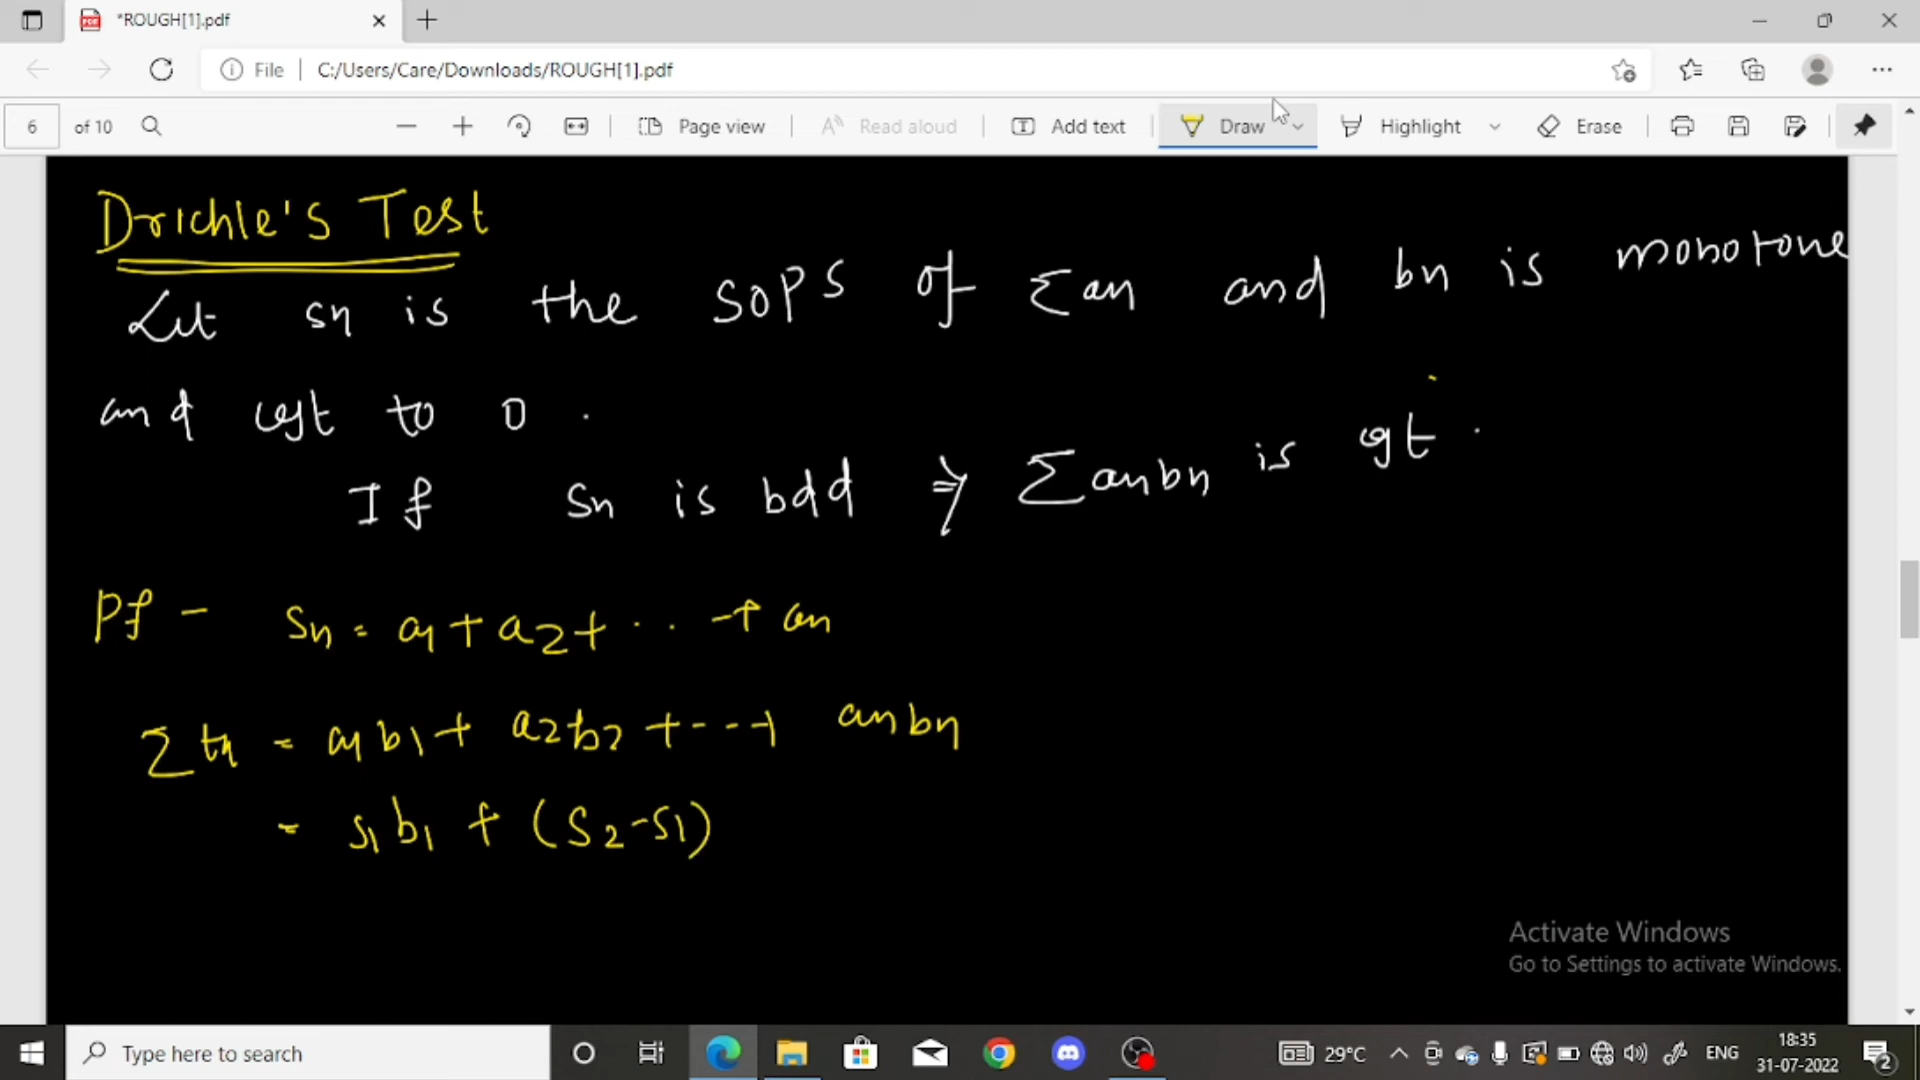 *ROUGH[1].pdf
File C:/Users/Care/Downloads/ROUGH[1].pdf
6 of 10 Page view Read aloud Add text Draw Highlight Erase
Drichle's Test
Let sn is the SOPS of Σan and bn is monotone
and cgt to 0 .
If Sn is bdd ⇒ Σanbn is cgt .
Pf - Sn = a1 + a2 + ... + an
Σtn = a1b1 + a2b2 + --- + anbn
= s1b1 + (S2-S1)
Activate Windows
Go to Settings to activate Windows.
Type here to search
29°C ENG 18:35
31-07-2022 2